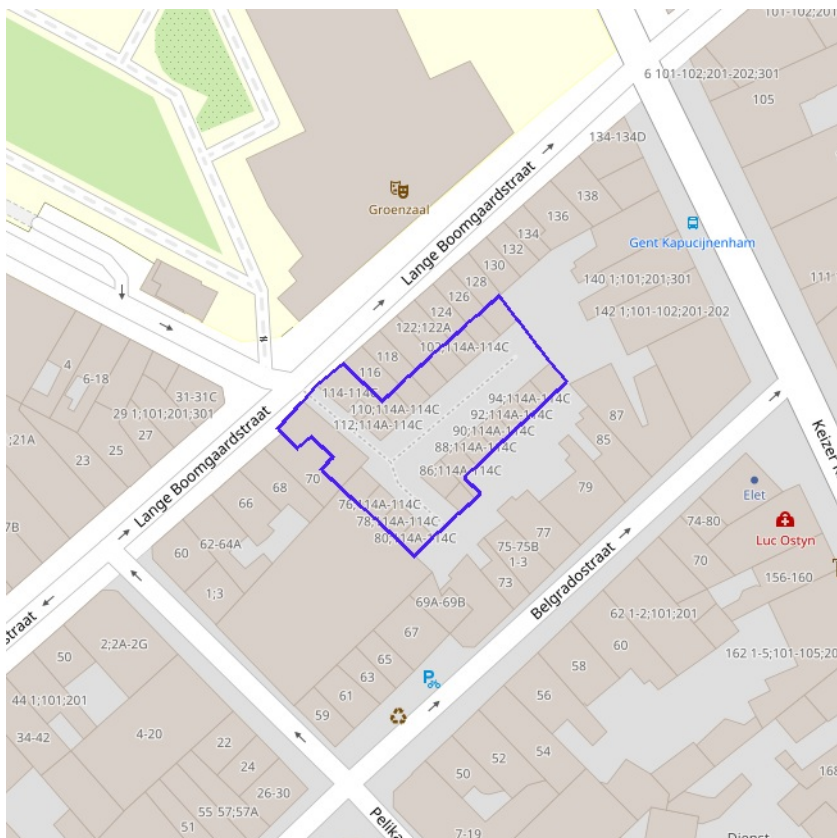 101-102;201
6 101-102;201-202;301
105
134-134D
138
136
134
132
130
128
126
124
122;122A
118
116
Groenzaal
Lange Boomgaardstraat
Gent Kapucijnenham
140 1;101;201;301
142 1;101-102;201-202
111
102;114A-114C
114-114C
110;114A-114C
112;114A-114C
94;114A-114C
92;114A-114C
90;114A-114C
88;114A-114C
86;114A-114C
76;114A-114C
78;114A-114C
80;114A-114C
4
6-18
31-31C
29 1;101;201;301
;21A
27
25
23
7B
Lange Boomgaardstraat
70
68
66
62-64A
60
1;3
87
85
79
77
75-75B
1-3
73
69A-69B
67
65
63
61
59
Elet
Luc Ostyn
74-80
70
156-160
Belgradostraat
62 1-2;101;201
60
58
56
54
52
50
162 1-5;101-105;20
168
straat
2;2A-2G
50
44 1;101;201
34-42
4-20
22
24
26-30
55 57;57A
51
7-19
Pelika
Keizer
Dienst